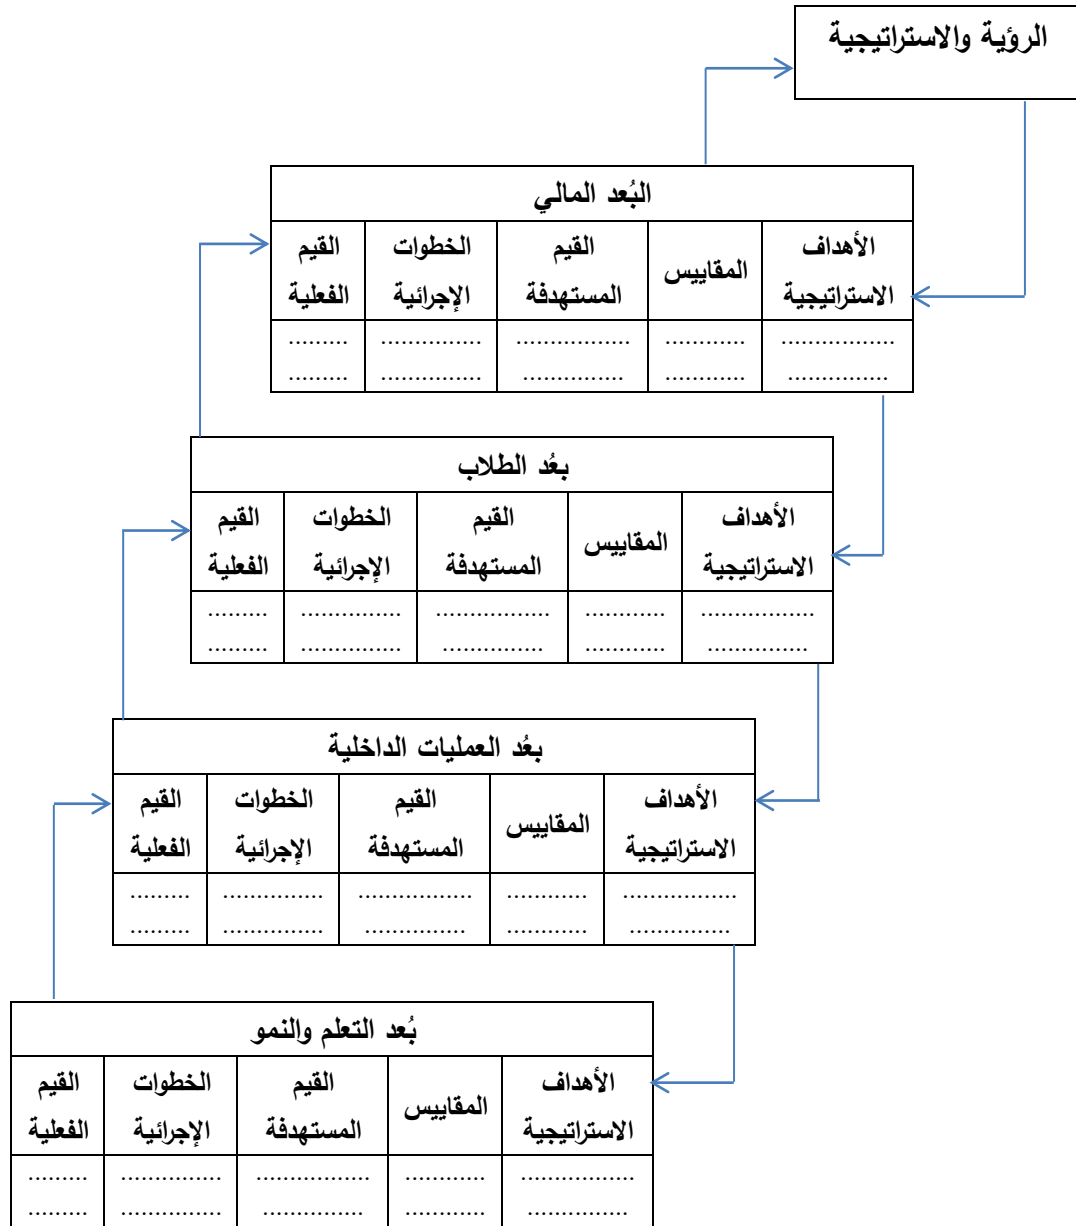 الرؤية والاستراتيجية
البُعد المالي
الأهداف الاستراتيجية
المقاييس
القيم المستهدفة
الخطوات الإجرائية
القيم الفعلية
................. ............ ................. ............... .........
............... ............ ............... ............... .........
بعُد الطلاب
الأهداف الاستراتيجية
المقاييس
القيم المستهدفة
الخطوات الإجرائية
القيم الفعلية
................. ............ ................. ............... .........
............... ............ ............... ............... .........
بعُد العمليات الداخلية
الأهداف الاستراتيجية
المقاييس
القيم المستهدفة
الخطوات الإجرائية
القيم الفعلية
................. ............ ................. ............... .........
............... ............ ............... ............... .........
بُعد التعلم والنمو
الأهداف الاستراتيجية
المقاييس
القيم المستهدفة
الخطوات الإجرائية
القيم الفعلية
................. ............ ................. ............... .........
............... ............ ............... ............... .........